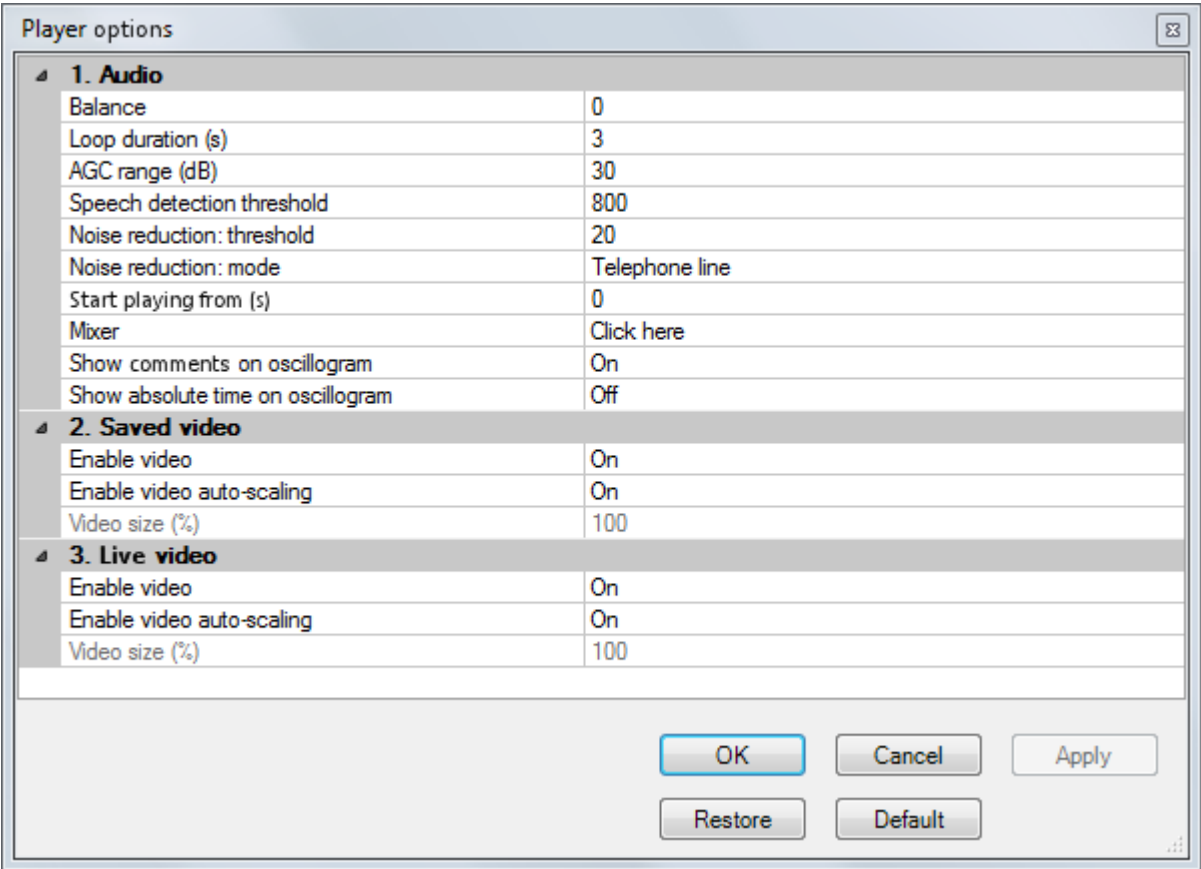 Player options
1. Audio
Balance 0
Loop duration (s) 3
AGC range (dB) 30
Speech detection threshold 800
Noise reduction: threshold 20
Noise reduction: mode Telephone line
Start playing from (s) 0
Mixer Click here
Show comments on oscillogram On
Show absolute time on oscillogram Off
2. Saved video
Enable video On
Enable video auto-scaling On
Video size (%) 100
3. Live video
Enable video On
Enable video auto-scaling On
Video size (%) 100
OK Cancel Apply
Restore Default